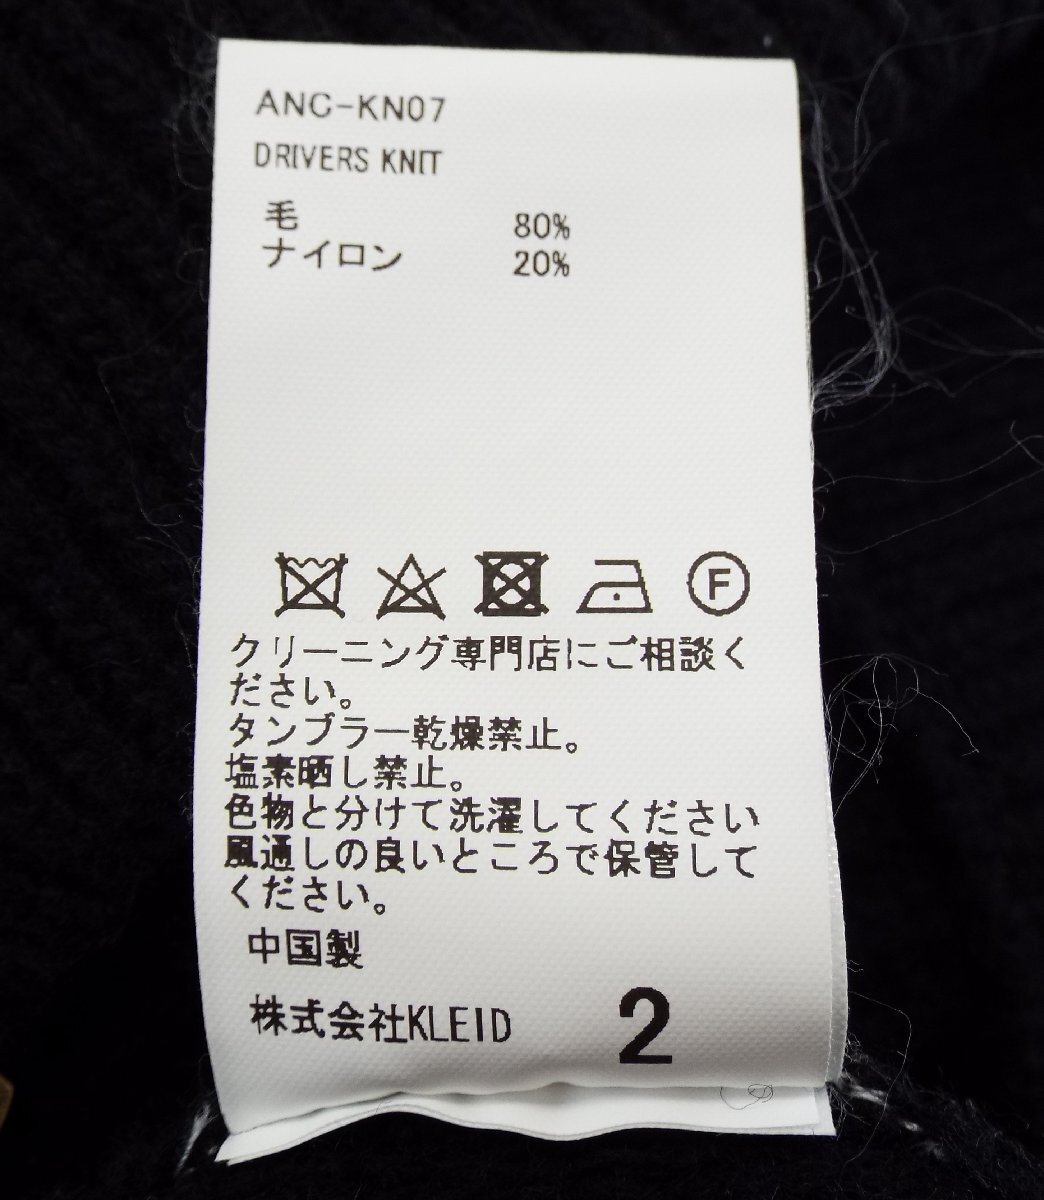 ANC-KN07
DRIVERS KNIT
毛 80%
ナイロン 20%
F
クリーニング専門店にご相談く
ださい。
タンブラー乾燥禁止。
塩素晒し禁止。
色物と分けて洗濯してください
風通しの良いところで保管して
ください。
中国製
株式会社KLEID 2